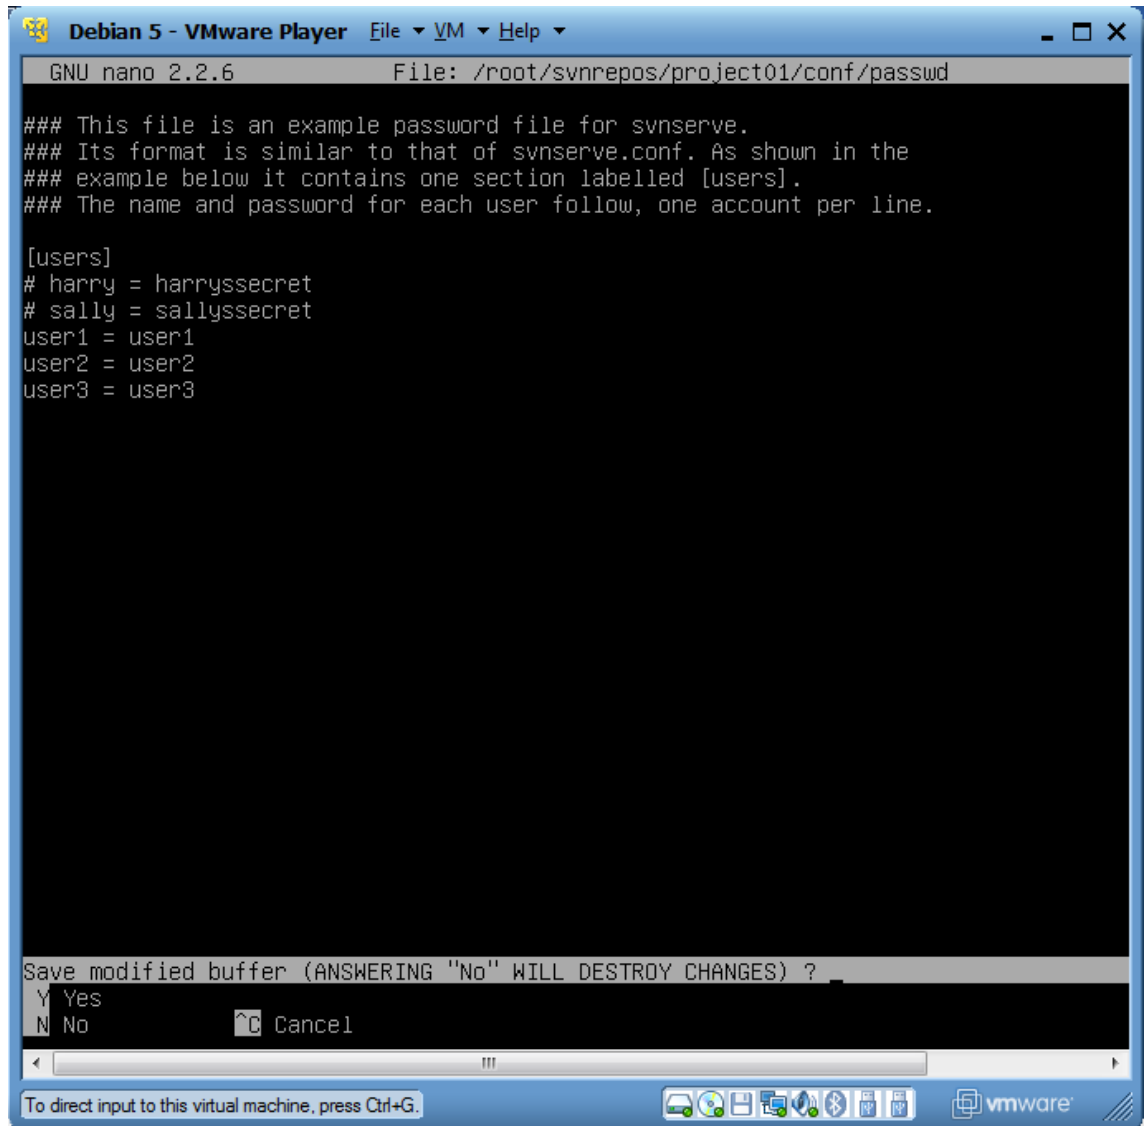 Debian 5 - VMware Player File VM Help
GNU nano 2.2.6 File: /root/svnrepos/project01/conf/passwd
### This file is an example password file for svnserve.
### Its format is similar to that of svnserve.conf. As shown in the
### example below it contains one section labelled [users].
### The name and password for each user follow, one account per line.
[users]
# harry = harryssecret
# sally = sallyssecret
user1 = user1
user2 = user2
user3 = user3
Save modified buffer (ANSWERING "No" WILL DESTROY CHANGES) ?
Y Yes
N No ^C Cancel
To direct input to this virtual machine, press Ctrl+G. vmware